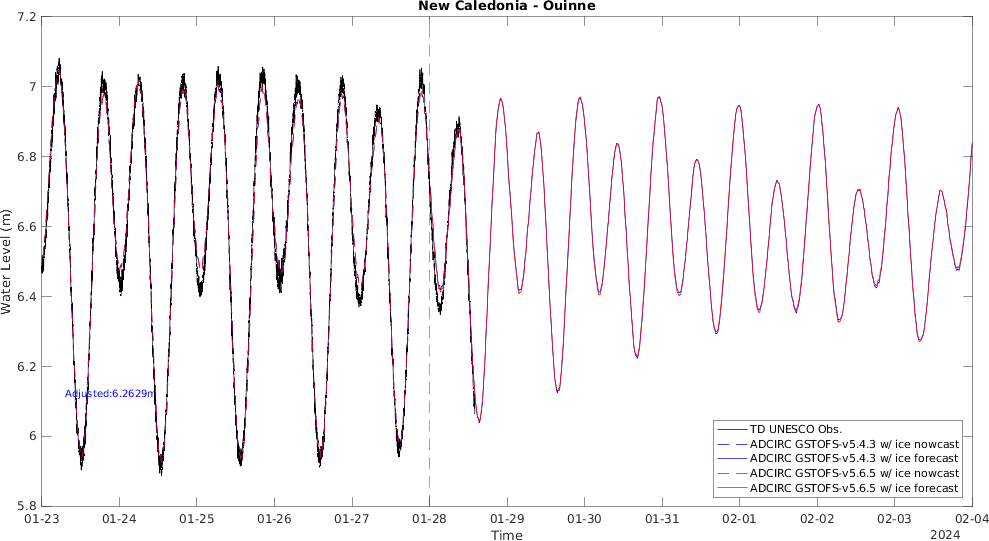 New Caledonia - Ouinne
Water Level (m)
7.2
7
6.8
6.6
6.4
6.2
6
5.8
Adjusted:6.2629m
TD UNESCO Obs.
ADCIRC GSTOFS-v5.4.3 w/ ice nowcast
ADCIRC GSTOFS-v5.4.3 w/ ice forecast
ADCIRC GSTOFS-v5.6.5 w/ ice nowcast
ADCIRC GSTOFS-v5.6.5 w/ ice forecast
01-23 01-24 01-25 01-26 01-27 01-28 01-29 01-30 01-31 02-01 02-02 02-03 02-04
Time
2024